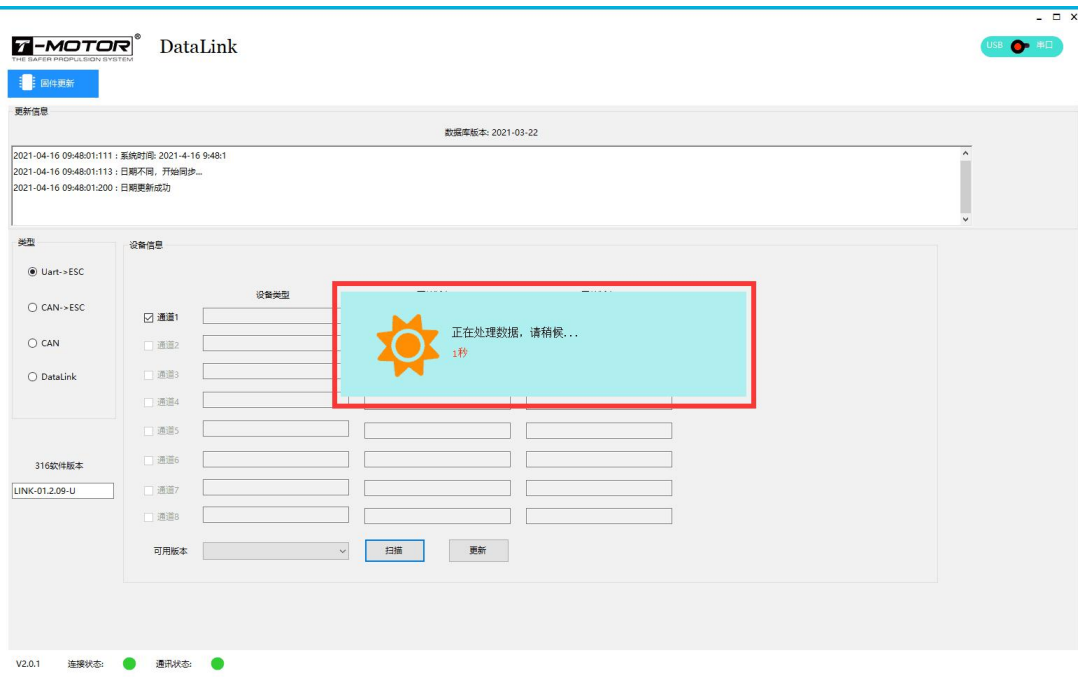 T-MOTOR®
THE SAFER PROPULSION SYSTEM
DataLink
USB 串口
固件更新
更新信息
数据库版本: 2021-03-22
2021-04-16 09:48:01:111 : 系统时间: 2021-4-16 9:48:1
2021-04-16 09:48:01:113 : 日期不同，开始同步...
2021-04-16 09:48:01:200 : 日期更新成功
类型
Uart->ESC
CAN->ESC
CAN
DataLink
316软件版本
LINK-01.2.09-U
设备信息
设备类型
通道1
通道2
通道3
通道4
通道5
通道6
通道7
通道8
正在处理数据，请稍候...
1秒
可用版本
扫描
更新
V2.0.1 连接状态: 通讯状态: